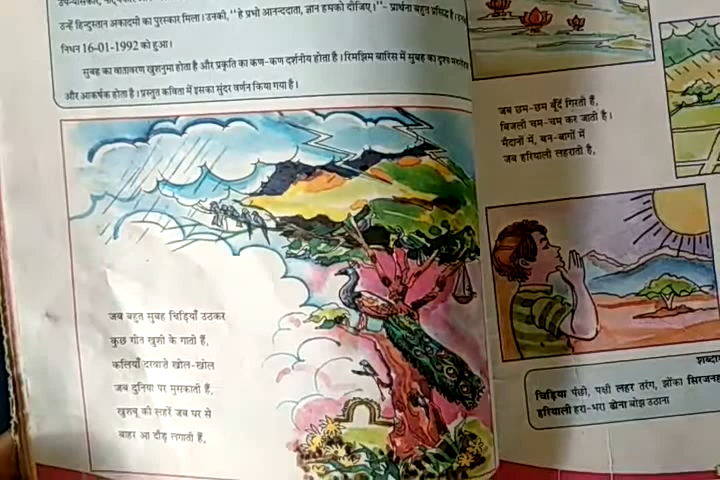 उन्हें हिन्दुस्तान अकादमी का पुरस्कार मिला। उनकी, "हे प्रभो आनन्ददाता, ज्ञान हमको दीजिए।"- प्रार्थना बहुत प्रसिद्ध है।
निधन 16-01-1992 को हुआ।
सुबह का वातावरण खुशनुमा होता है और प्रकृति का कण-कण दर्शनीय होता है। रिमझिम बारिस में सुबह का दृश्य
और आकर्षक होता है। प्रस्तुत कविता में इसका सुंदर वर्णन किया गया है।
जब बहुत सुबह चिड़ियाँ उठकर
कुछ गीत खुशी के गाती हैं,
कलियाँ दरवाजे खोल-खोल
जब दुनिया पर मुसकाती हैं,
खुशबू की लहरें जब घर से
बाहर आ दौड़ लगाती हैं,
जब छम-छम बूँदें गिरती हैं,
बिजली चम-चम कर जाती है।
मैदानों में, बन-बागों में
जब हरियाली लहराती है,
चिड़िया पंछी, पक्षी लहर तरंग, झोंका
हरियाली हरा-भरा ढोना बोझ उठाना